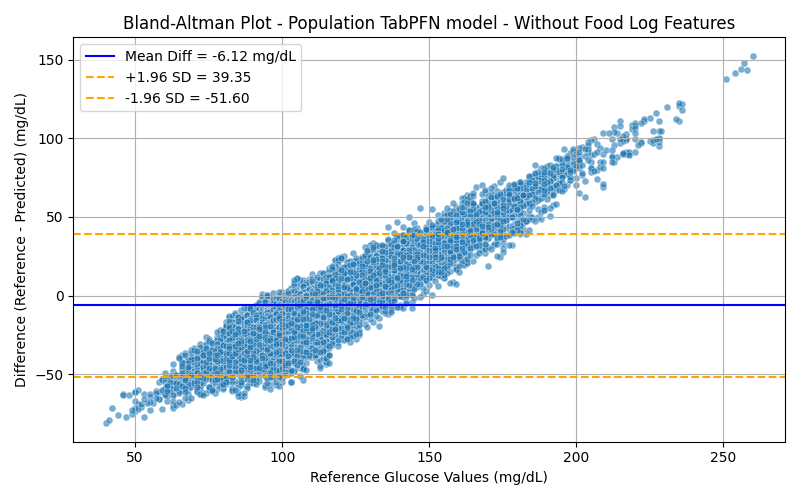 Bland-Altman Plot - Population TabPFN model - Without Food Log Features
Mean Diff = -6.12 mg/dL
+1.96 SD = 39.35
-1.96 SD = -51.60
Difference (Reference - Predicted) (mg/dL)
150
100
50
0
−50
50
100
150
200
250
Reference Glucose Values (mg/dL)